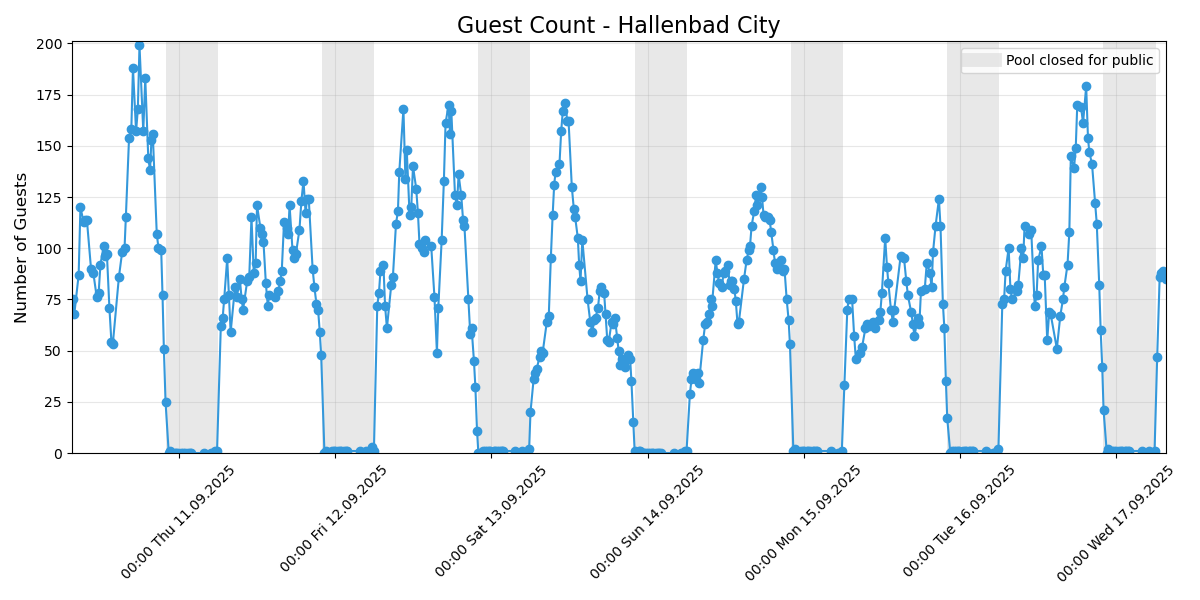 Guest Count - Hallenbad City
Pool closed for public
Number of Guests
200
175
150
125
100
75
50
25
0
00:00 Thu 11.09.2025
00:00 Fri 12.09.2025
00:00 Sat 13.09.2025
00:00 Sun 14.09.2025
00:00 Mon 15.09.2025
00:00 Tue 16.09.2025
00:00 Wed 17.09.2025